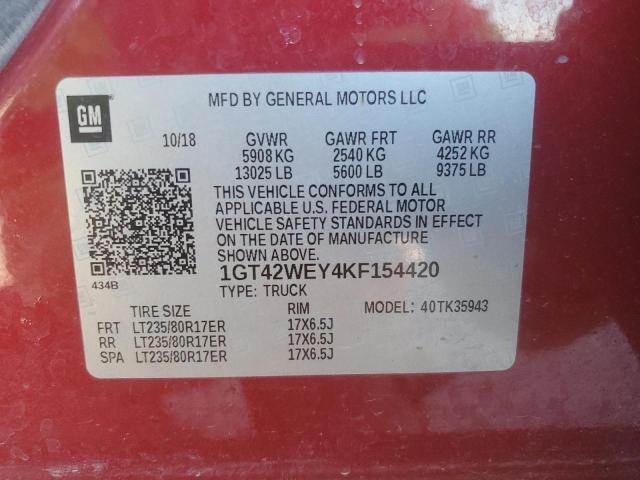 GM
MFD BY GENERAL MOTORS LLC
10/18 GVWR GAWR FRT GAWR RR
5908 KG 2540 KG 4252 KG
13025 LB 5600 LB 9375 LB
THIS VEHICLE CONFORMS TO ALL
APPLICABLE U.S. FEDERAL MOTOR
VEHICLE SAFETY STANDARDS IN EFFECT
ON THE DATE OF MANUFACTURE
SHOWN ABOVE.
434B
1GT42WEY4KF154420
TYPE: TRUCK MODEL: 40TK35943
TIRE SIZE RIM
FRT LT235/80R17ER 17X6.5J
RR LT235/80R17ER 17X6.5J
SPA LT235/80R17ER 17X6.5J